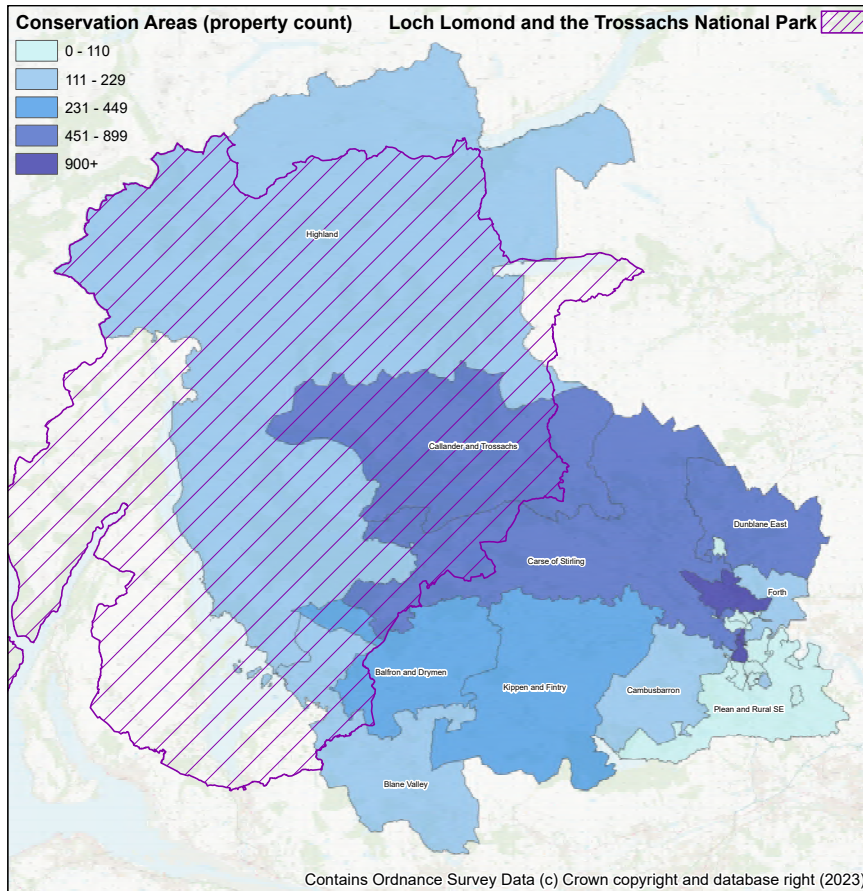 Conservation Areas (property count)
Loch Lomond and the Trossachs National Park
0 - 110
111 - 229
231 - 449
451 - 899
900+
Highland
Callander and Trossachs
Dunblane East
Carse of Stirling
Forth
Balfron and Drymen
Kippen and Fintry
Cambusbarron
Plean and Rural SE
Blane Valley
Contains Ordnance Survey Data (c) Crown copyright and database right (2023